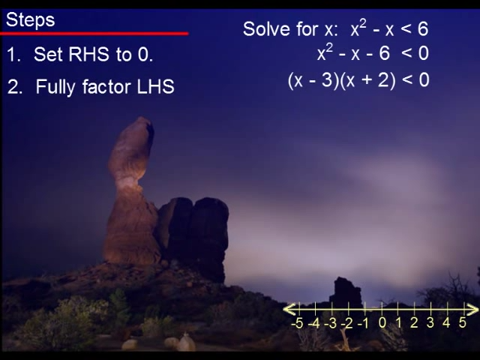 Steps
1. Set RHS to 0.
2. Fully factor LHS
Solve for x: x² - x < 6
x² - x - 6 < 0
(x - 3)(x + 2) < 0
-5 -4 -3 -2 -1 0 1 2 3 4 5